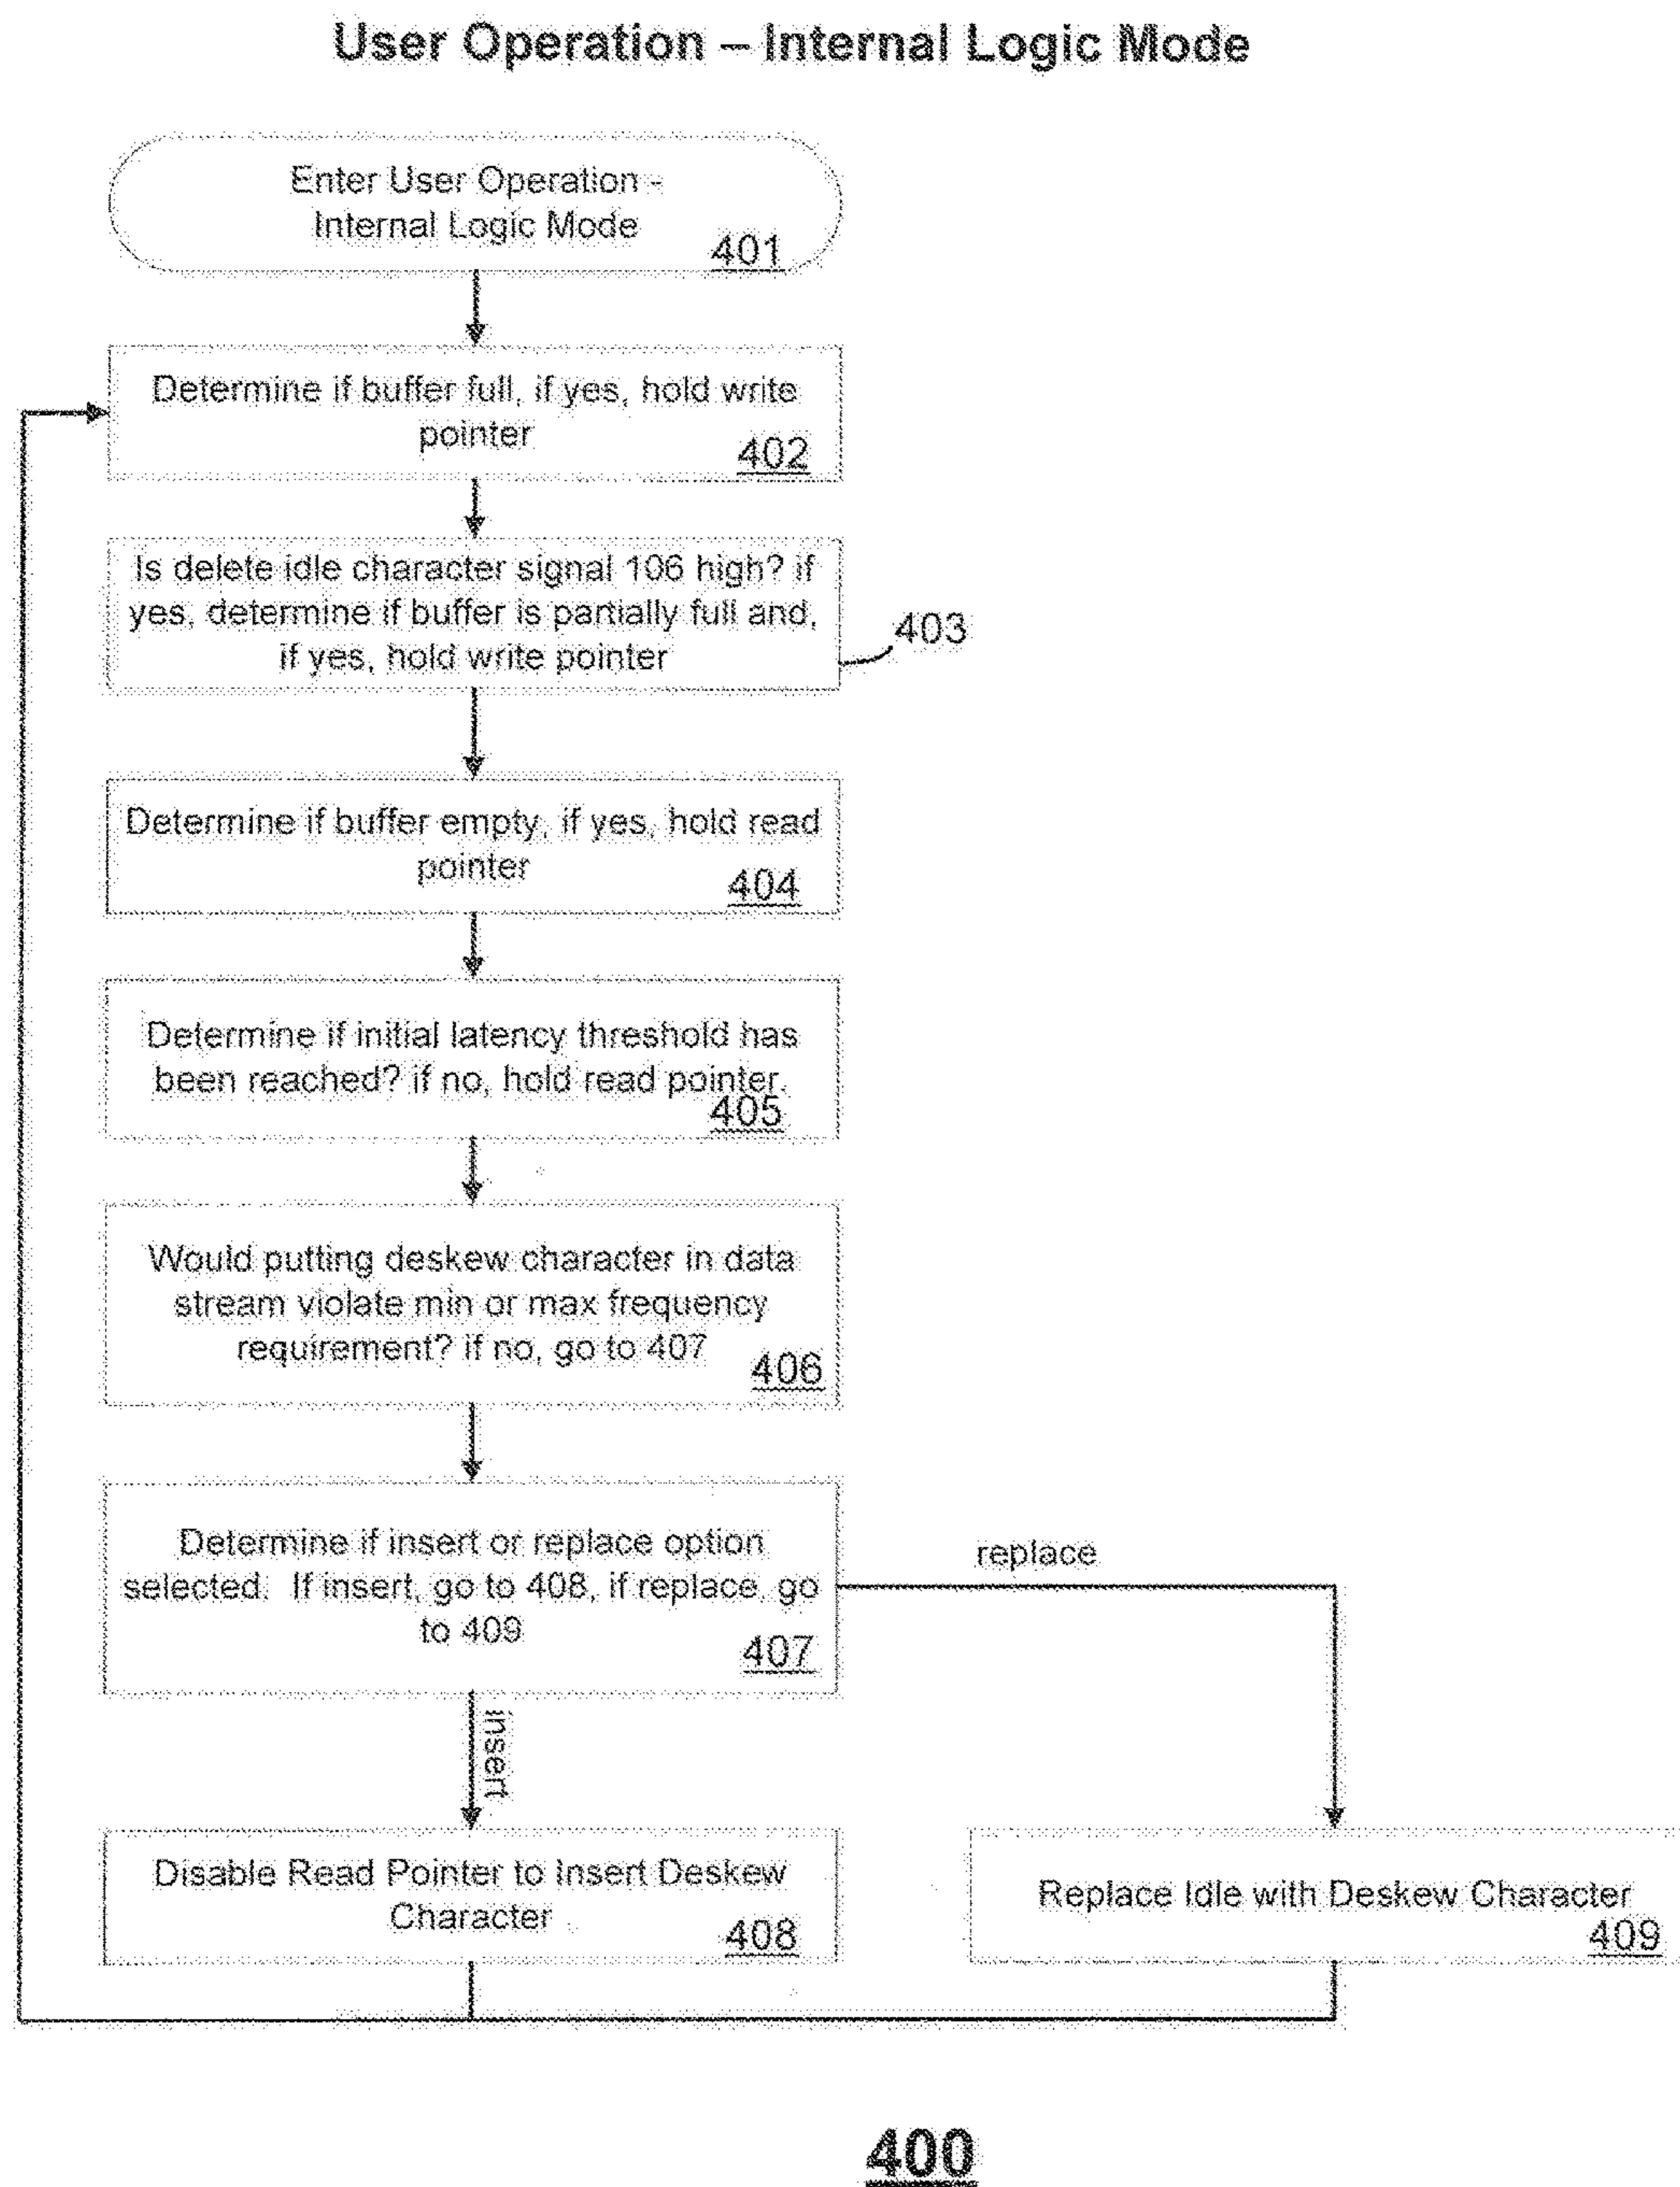 User Operation – Internal Logic Mode
Enter User Operation -
Internal Logic Mode
401
Determine if buffer full, if yes, hold write
pointer
402
Is delete idle character signal 106 high? if
yes, determine if buffer is partially full and,
if yes, hold write pointer
403
Determine if buffer empty, if yes, hold read
pointer
404
Determine if initial latency threshold has
been reached? if no, hold read pointer.
405
Would putting deskew character in data
stream violate min or max frequency
requirement? if no, go to 407
406
Determine if insert or replace option
selected. If insert, go to 408, if replace, go
to 409
407
replace
insert
Disable Read Pointer to Insert Deskew
Character
408
Replace Idle with Deskew Character
409
400